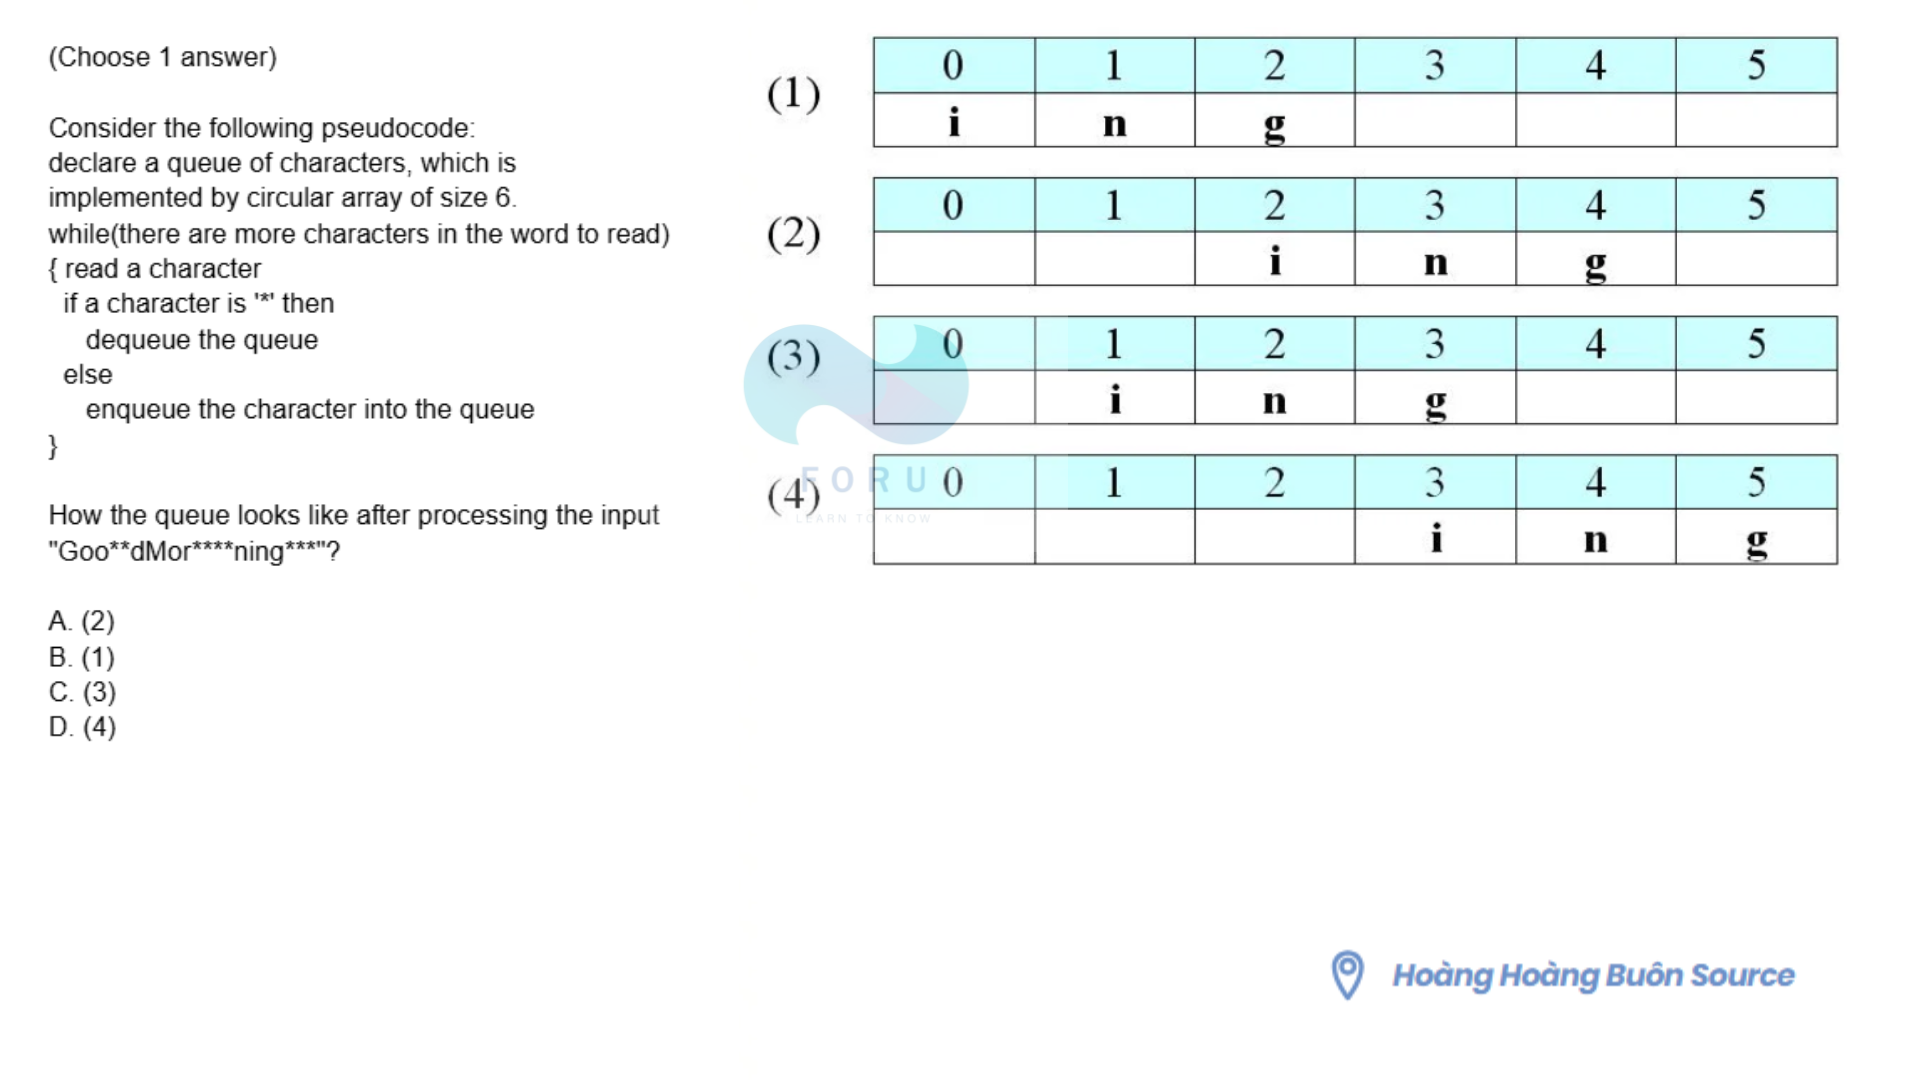 (Choose 1 answer)
Consider the following pseudocode:
declare a queue of characters, which is
implemented by circular array of size 6.
while(there are more characters in the word to read)
{ read a character
if a character is '*' then
dequeue the queue
else
enqueue the character into the queue
}
How the queue looks like after processing the input
"Goo**dMor****ning***"?
A. (2)
B. (1)
C. (3)
D. (4)
(1)
0 1 2 3 4 5
i n g
(2)
0 1 2 3 4 5
i n g
(3)
0 1 2 3 4 5
i n g
(4)
0 1 2 3 4 5
i n g
FORU
LEARN TO KNOW
Hoàng Hoàng Buôn Source